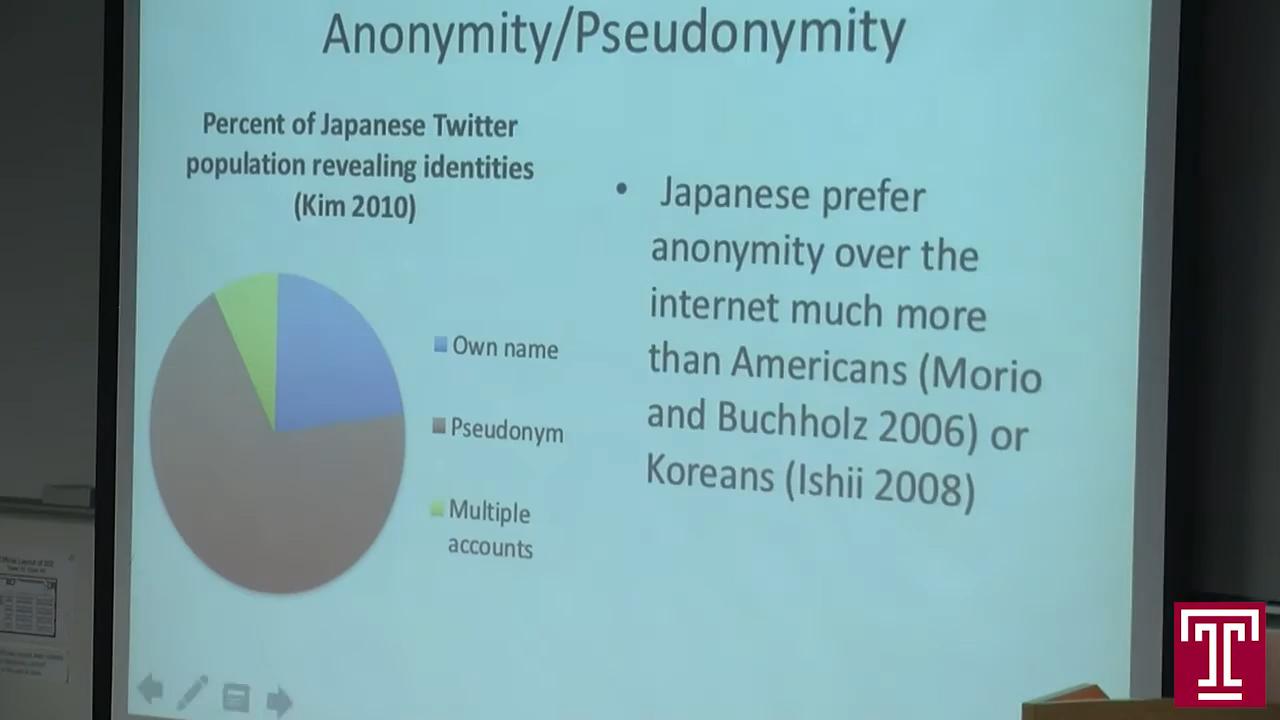 Anonymity/Pseudonymity
Percent of Japanese Twitter
population revealing identities
(Kim 2010)
Own name
Pseudonym
Multiple
accounts
• Japanese prefer
anonymity over the
internet much more
than Americans (Morio
and Buchholz 2006) or
Koreans (Ishii 2008)